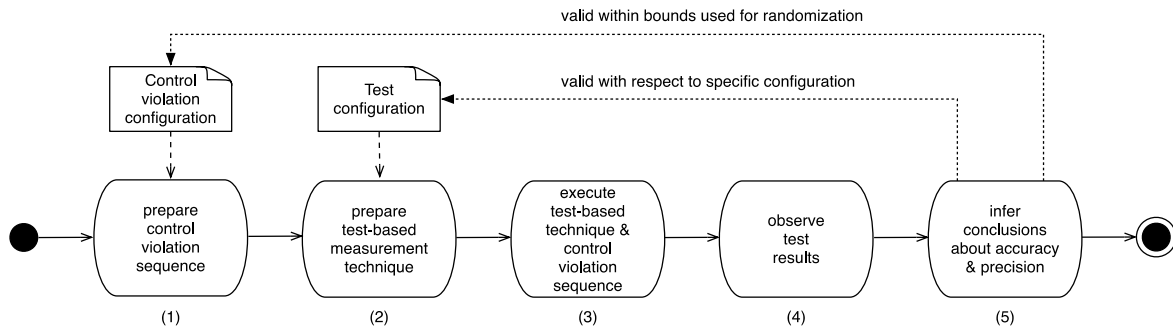 valid within bounds used for randomization
Control
violation
configuration
Test
configuration
valid with respect to specific configuration
prepare
control
violation
sequence
prepare
test-based
measurement
technique
execute
test-based
technique &
control
violation
sequence
observe
test
results
infer
conclusions
about accuracy
& precision
(1)
(2)
(3)
(4)
(5)